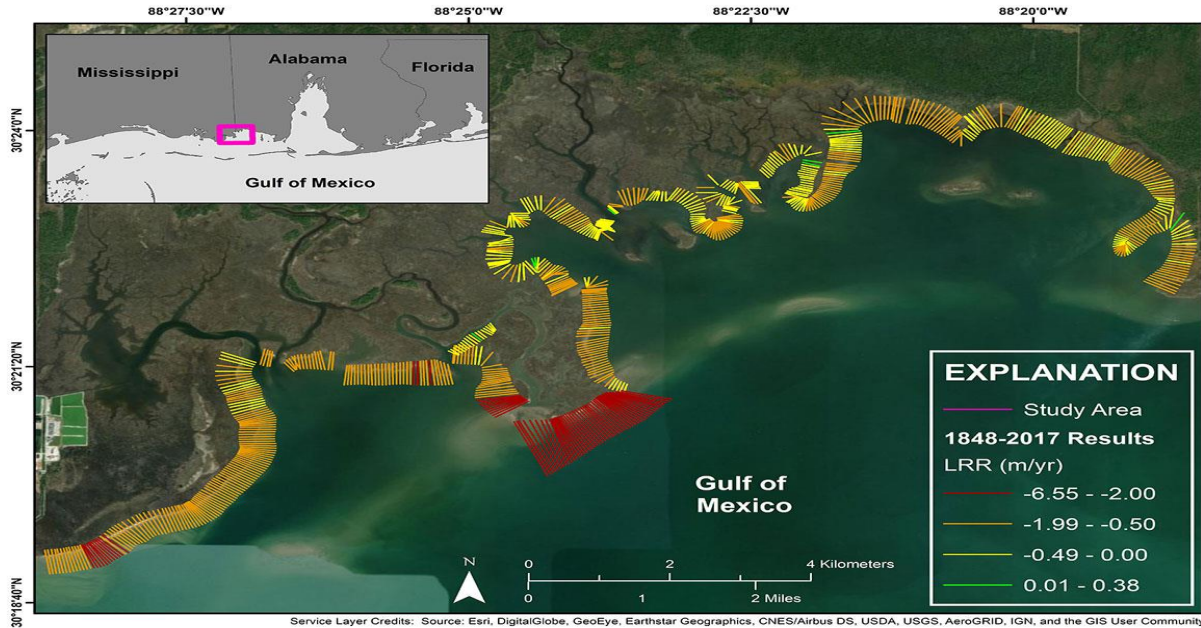 88°27'30"W 88°25'0"W 88°22'30"W 88°20'0"W
30°24'0"N
30°21'20"N
30°18'40"N
Mississippi
Alabama
Florida
Gulf of Mexico
Gulf of
Mexico
N
0 2 4 Kilometers
0 1 2 Miles
EXPLANATION
Study Area
1848-2017 Results
LRR (m/yr)
-6.55 - -2.00
-1.99 - -0.50
-0.49 - 0.00
0.01 - 0.38
Service Layer Credits: Source: Esri, DigitalGlobe, GeoEye, Earthstar Geographics, CNES/Airbus DS, USDA, USGS, AeroGRID, IGN, and the GIS User Community